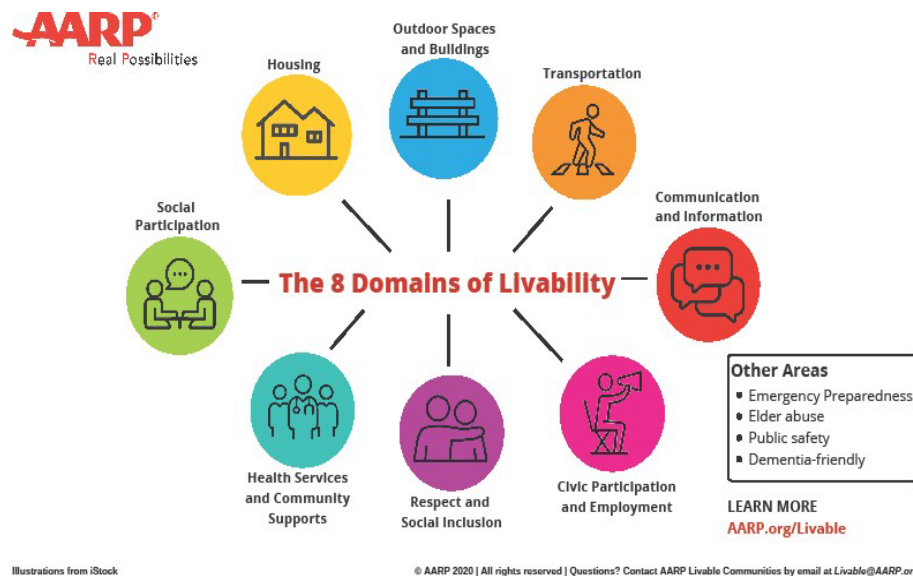 AARP®
Real Possibilities
Outdoor Spaces
and Buildings
Housing
Transportation
Social
Participation
Communication
and Information
The 8 Domains of Livability
Health Services
and Community
Supports
Respect and
Social Inclusion
Civic Participation
and Employment
Other Areas
• Emergency Preparedness
• Elder abuse
• Public safety
• Dementia-friendly
LEARN MORE
AARP.org/Livable
Illustrations from iStock
© AARP 2020 | All rights reserved | Questions? Contact AARP Livable Communities by email at Livable@AARP.or